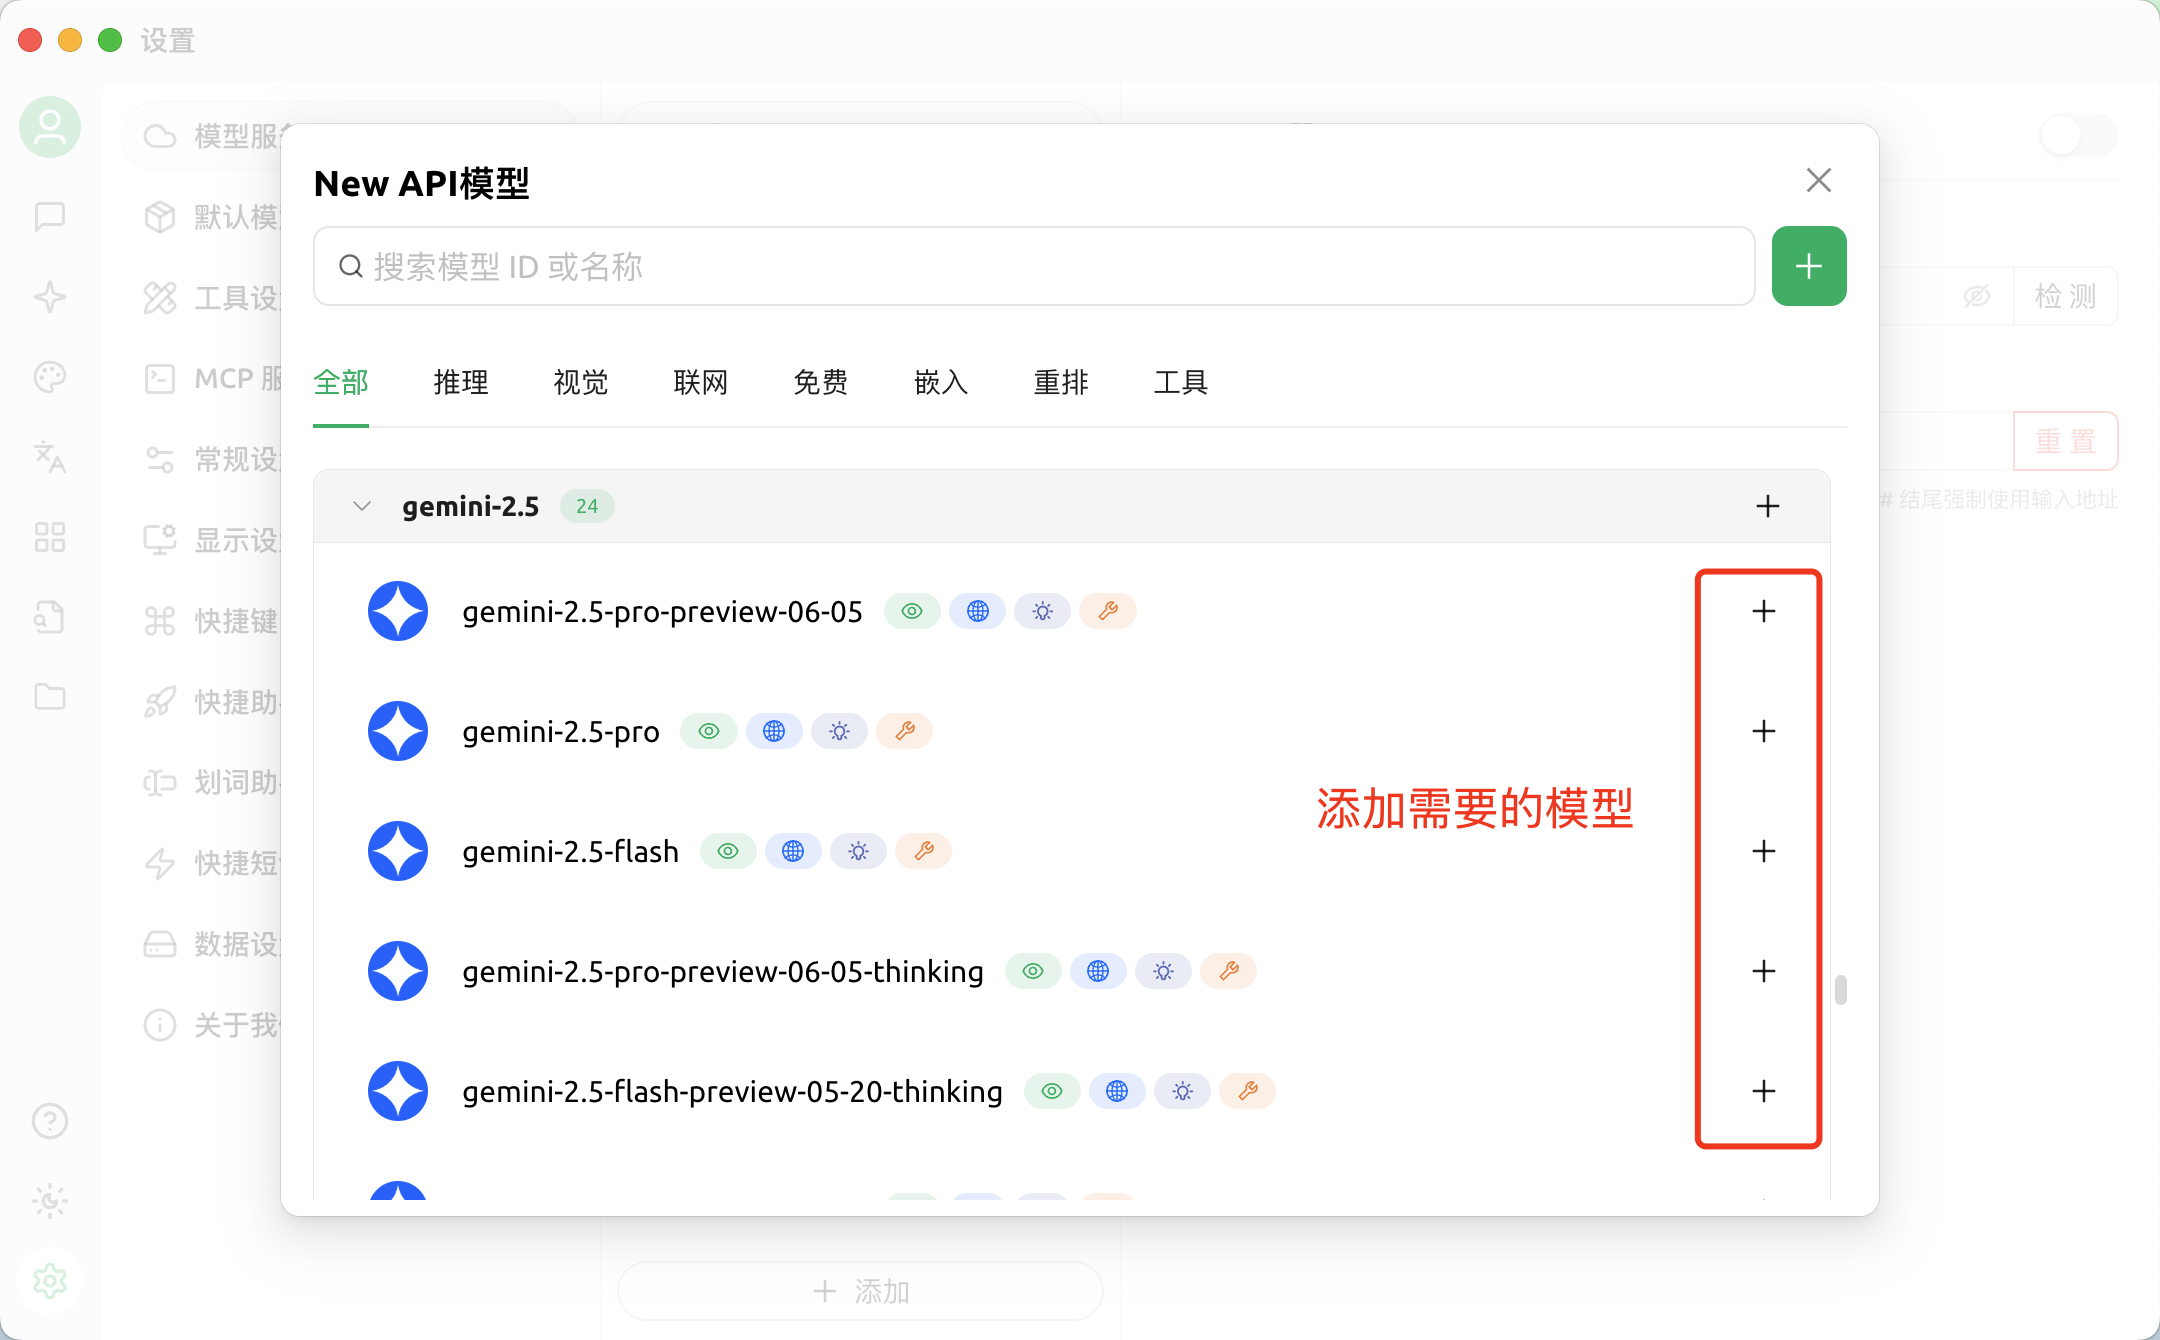 设置
模型服
默认模
工具设
MCP 服
常规设
显示设
快捷键
快捷助
划词助
快捷短
数据设
关于我
New API模型
搜索模型 ID 或名称
全部 推理 视觉 联网 免费 嵌入 重排 工具
gemini-2.5 24
gemini-2.5-pro-preview-06-05
gemini-2.5-pro
gemini-2.5-flash
gemini-2.5-pro-preview-06-05-thinking
gemini-2.5-flash-preview-05-20-thinking
添加需要的模型
检 测
重 置
# 结尾强制使用输入地址
添加